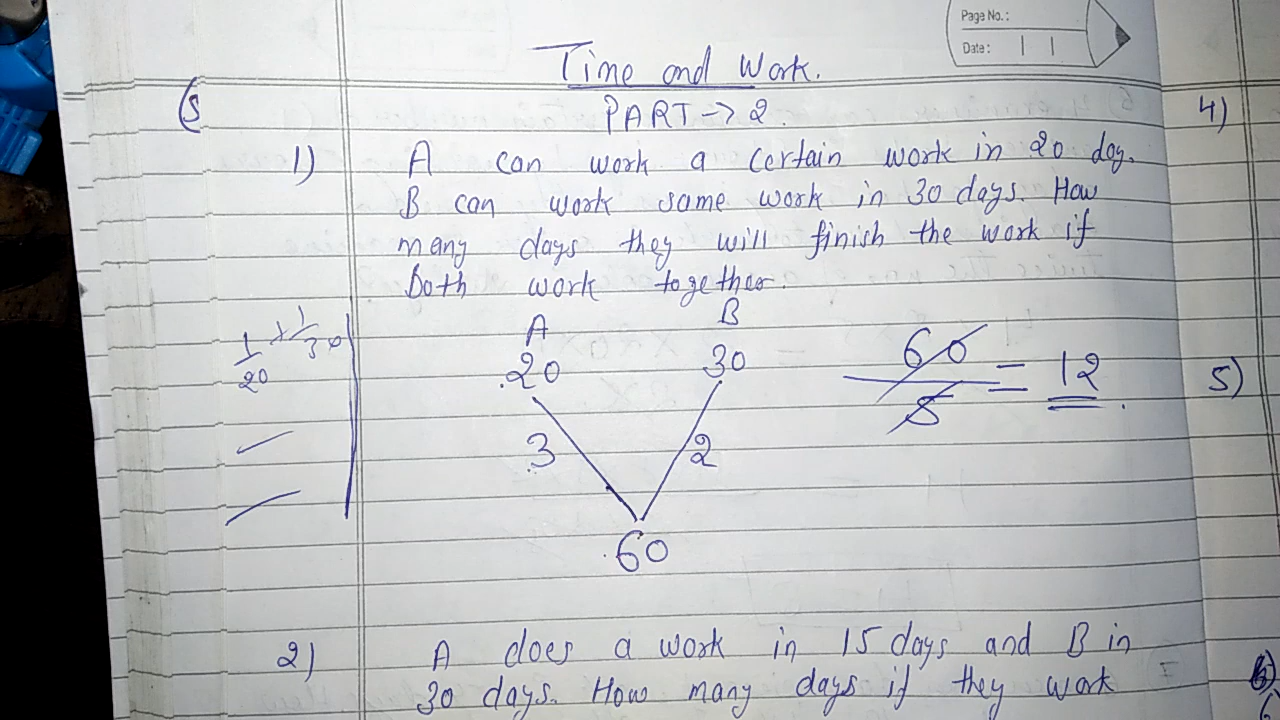 Page No.:
Date:
Time and Work.
PART → 2.
(5
1) A can work a certain work in 20 day.
B can work same work in 30 days. How
many days they will finish the work if
both work together.
A B
20 30
3 2
60
60/5 = 12.
1/20 + 1/30
2) A does a work in 15 days and B in
30 days. How many days if they work
4)
5)